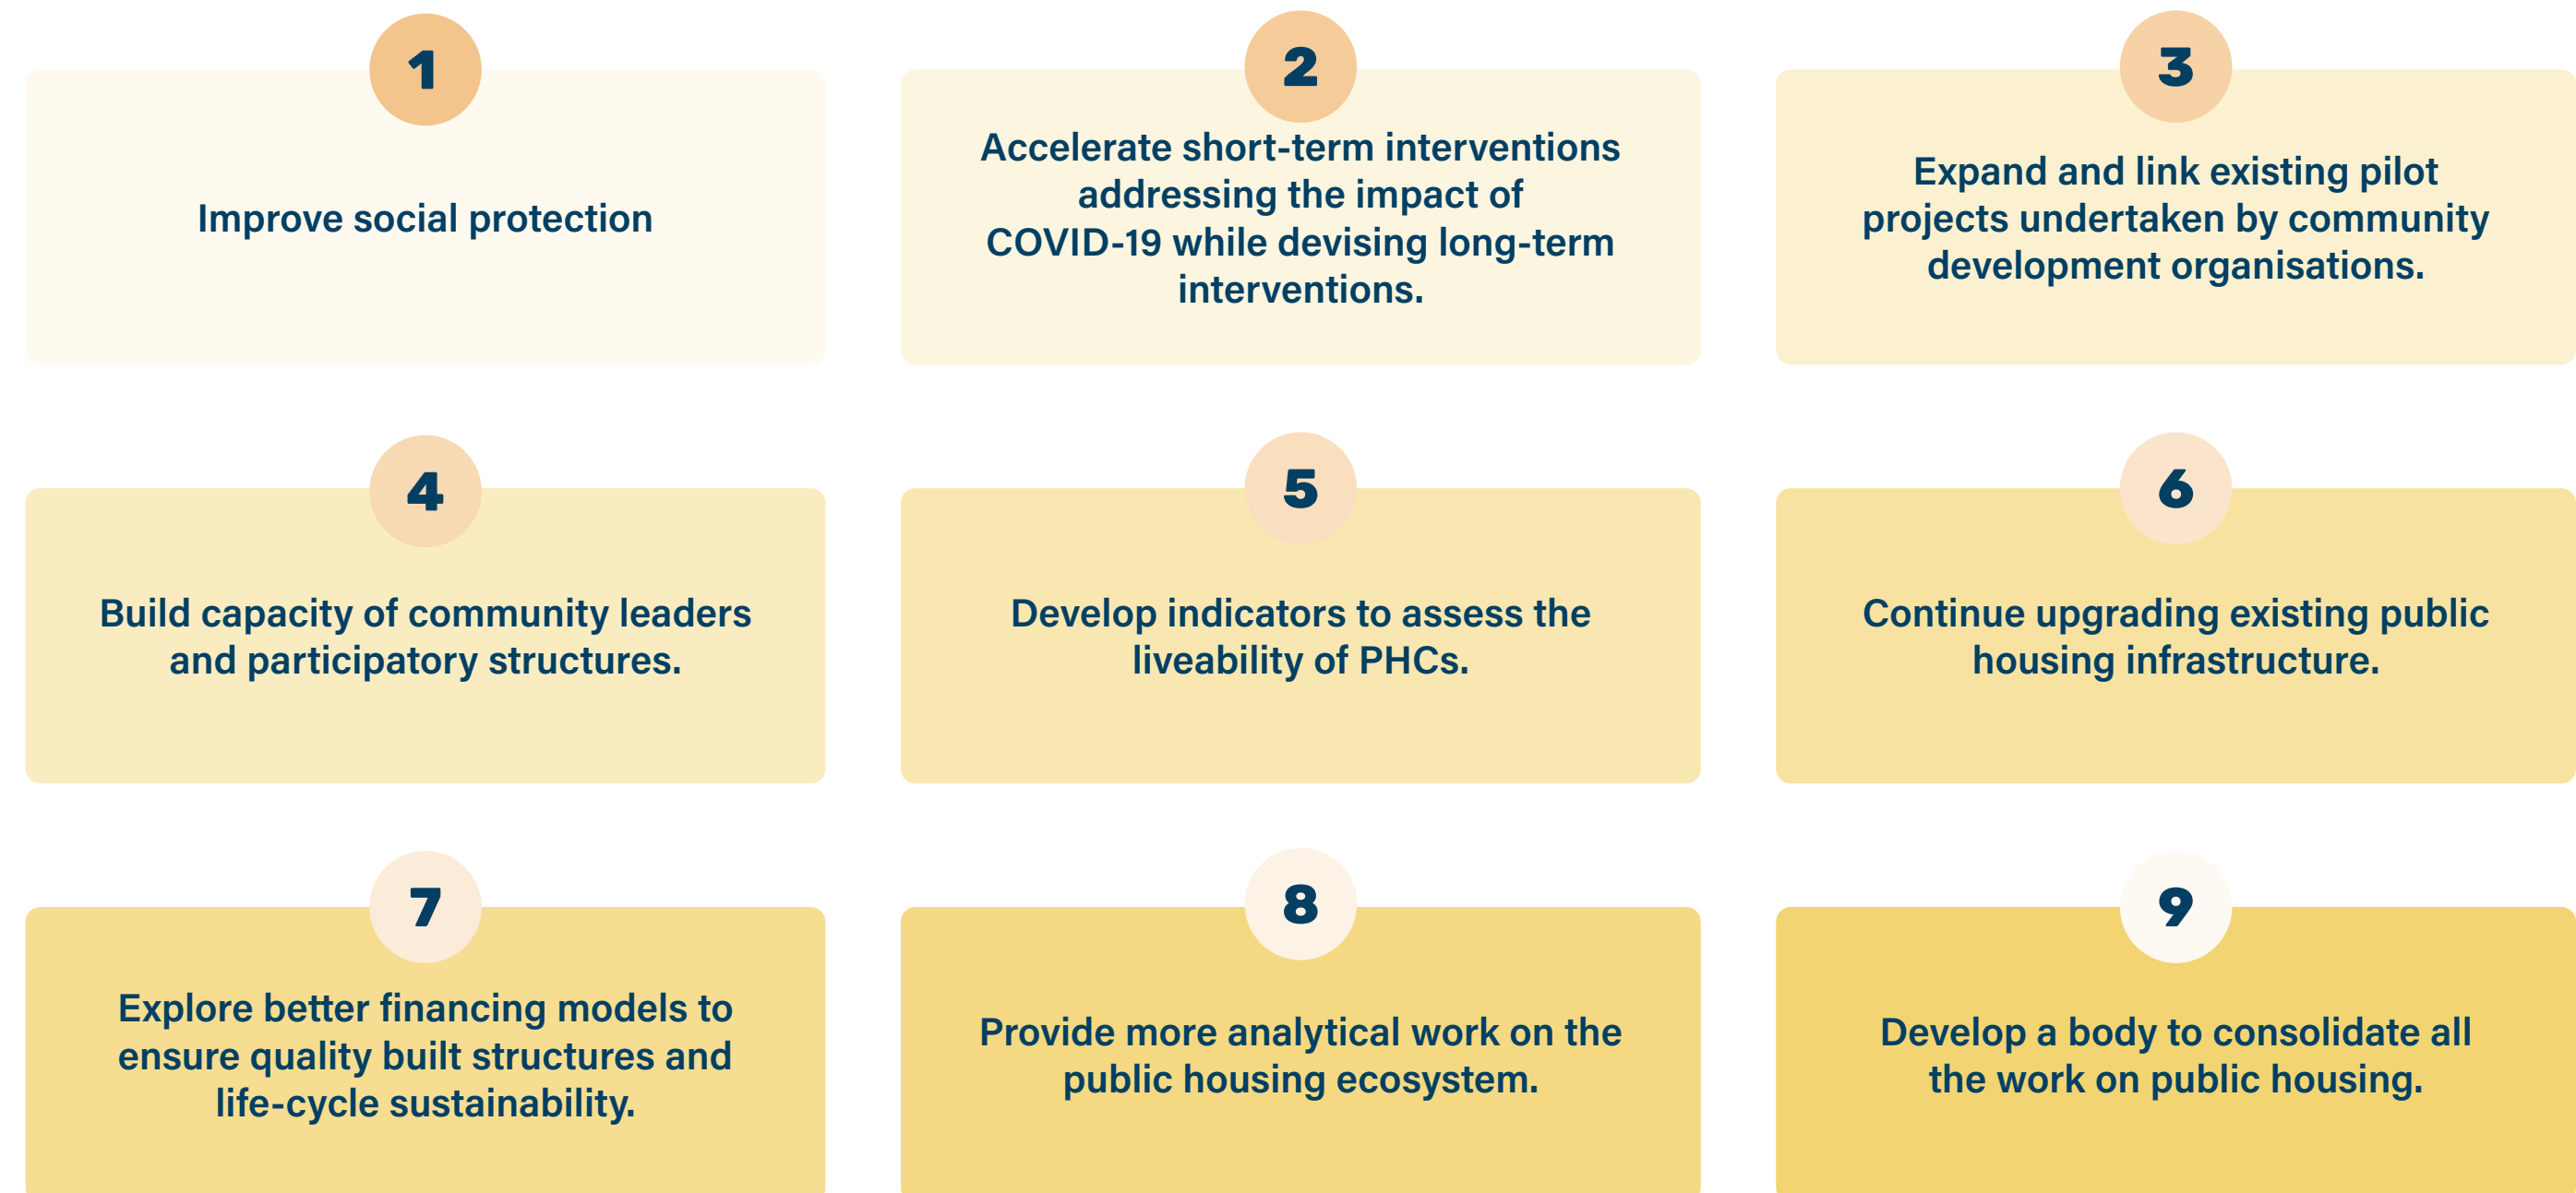 1
Improve social protection
2
Accelerate short-term interventions
addressing the impact of
COVID-19 while devising long-term
interventions.
3
Expand and link existing pilot
projects undertaken by community
development organisations.
4
Build capacity of community leaders
and participatory structures.
5
Develop indicators to assess the
liveability of PHCs.
6
Continue upgrading existing public
housing infrastructure.
7
Explore better financing models to
ensure quality built structures and
life-cycle sustainability.
8
Provide more analytical work on the
public housing ecosystem.
9
Develop a body to consolidate all
the work on public housing.